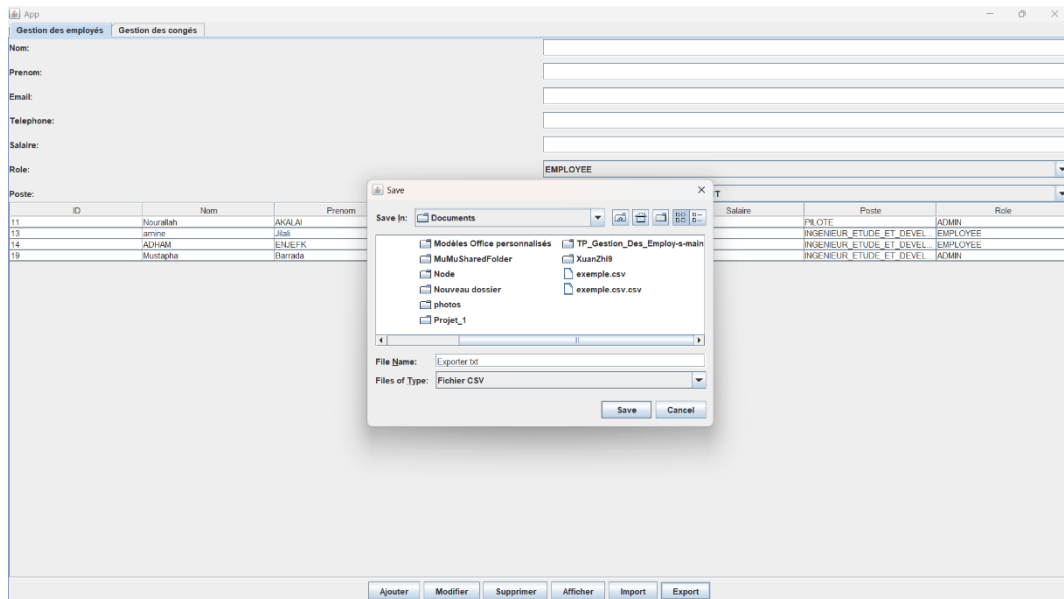 App
Gestion des employés Gestion des congés
Nom:
Prenom:
Email:
Telephone:
Salaire:
Role: EMPLOYEE
Poste: T
ID Nom Prenom Salaire Poste Role
11 Nourallah AKALAI PILOTE ADMIN
13 amine Jilali INGENIEUR_ETUDE_ET_DEVEL... EMPLOYEE
14 ADHAM ENJEFK INGENIEUR_ETUDE_ET_DEVEL... EMPLOYEE
19 Mustapha Barrada INGENIEUR_ETUDE_ET_DEVEL... ADMIN
Save
Save In: Documents
Modèles Office personnalisés TP_Gestion_Des_Employ-s-main
MuMuSharedFolder XuanZhi9
Node exemple.csv
Nouveau dossier exemple.csv.csv
photos
Projet_1
File Name: Exporter.txt
Files of Type: Fichier CSV
Save Cancel
Ajouter Modifier Supprimer Afficher Import Export